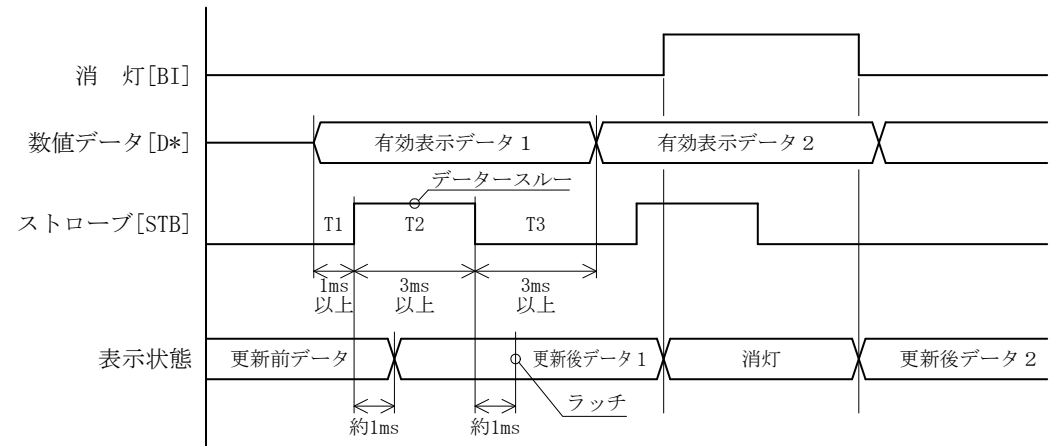 消　灯[BI]
数値データ[D*]
有効表示データ１
有効表示データ２
データースルー
ストローブ[STB]
T1
T2
T3
1ms
以上
3ms
以上
3ms
以上
表示状態
更新前データ
更新後データ１
消灯
更新後データ２
ラッチ
約1ms
約1ms